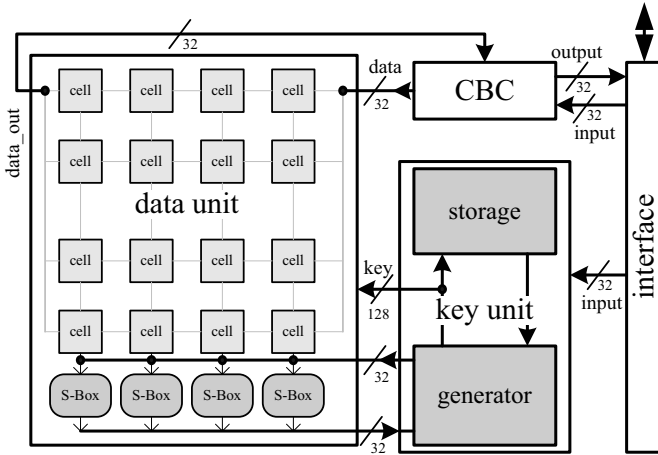 32
data
output
cell cell cell cell
32
CBC
32
32
input
data_out
cell cell cell cell
data unit
storage
interface
cell cell cell cell
key
128
key unit
32
input
cell cell cell cell
32
S-Box S-Box S-Box S-Box
generator
32